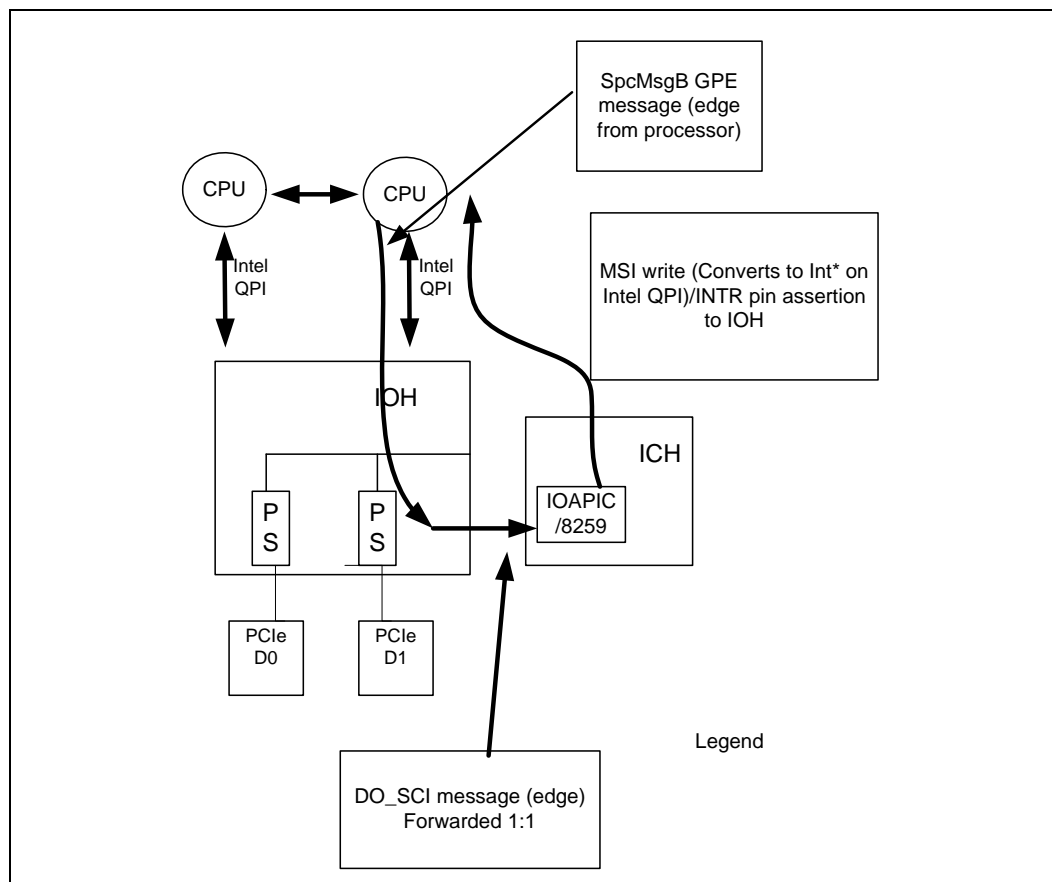 SpcMsgB GPE
message (edge
from processor)
CPU
CPU
Intel
QPI
Intel
QPI
MSI write (Converts to Int* on
Intel QPI)/INTR pin assertion
to IOH
IOH
ICH
P
S
P
S
IOAPIC
/8259
PCIe
D0
PCIe
D1
Legend
DO_SCI message (edge)
Forwarded 1:1